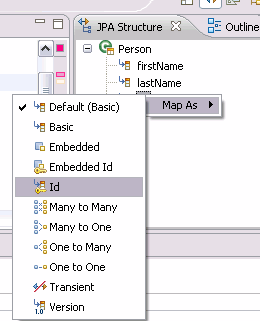 JPA Structure
Outline
Person
firstName
lastName
Map As
Default (Basic)
Basic
Embedded
Embedded Id
Id
Many to Many
Many to One
One to Many
One to One
Transient
Version